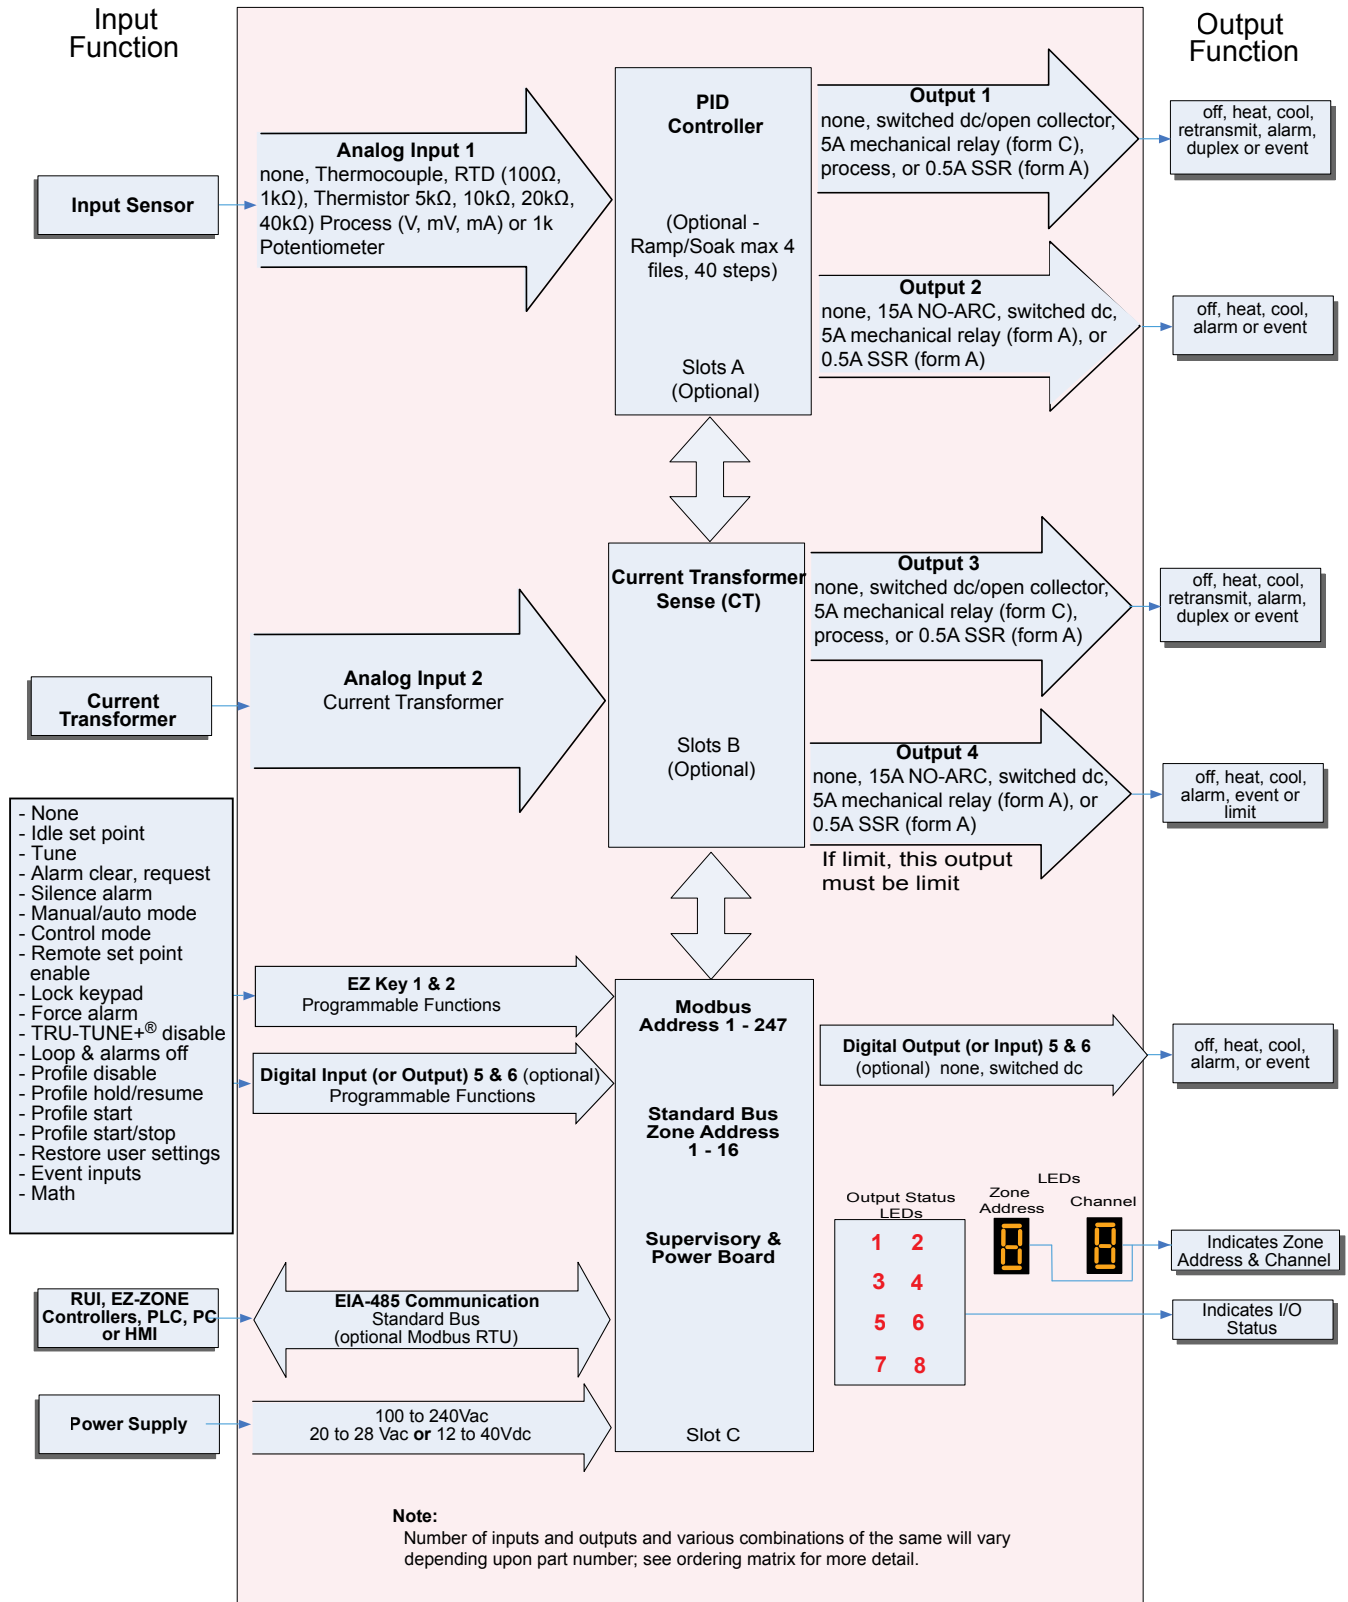 Input
Function
Output
Function
Input Sensor
Analog Input 1
none, Thermocouple, RTD (100Ω,
1kΩ), Thermistor 5kΩ, 10kΩ, 20kΩ,
40kΩ) Process (V, mV, mA) or 1k
Potentiometer
PID
Controller
(Optional -
Ramp/Soak max 4
files, 40 steps)
Slots A
(Optional)
Output 1
none, switched dc/open collector,
5A mechanical relay (form C),
process, or 0.5A SSR (form A)
off, heat, cool,
retransmit, alarm,
duplex or event
Output 2
none, 15A NO-ARC, switched dc,
5A mechanical relay (form A), or
0.5A SSR (form A)
off, heat, cool,
alarm or event
Current
Transformer
Analog Input 2
Current Transformer
Current Transformer
Sense (CT)
Slots B
(Optional)
Output 3
none, switched dc/open collector,
5A mechanical relay (form C),
process, or 0.5A SSR (form A)
off, heat, cool,
retransmit, alarm,
duplex or event
Output 4
none, 15A NO-ARC, switched dc,
5A mechanical relay (form A), or
0.5A SSR (form A)
If limit, this output
must be limit
off, heat, cool,
alarm, event or
limit
- None
- Idle set point
- Tune
- Alarm clear, request
- Silence alarm
- Manual/auto mode
- Control mode
- Remote set point
enable
- Lock keypad
- Force alarm
- TRU-TUNE+® disable
- Loop & alarms off
- Profile disable
- Profile hold/resume
- Profile start
- Profile start/stop
- Restore user settings
- Event inputs
- Math
EZ Key 1 & 2
Programmable Functions
Digital Input (or Output) 5 & 6 (optional)
Programmable Functions
Modbus
Address 1 - 247
Standard Bus
Zone Address
1 - 16
Supervisory &
Power Board
Slot C
Digital Output (or Input) 5 & 6
(optional) none, switched dc
off, heat, cool,
alarm, or event
Output Status
LEDs
1 2
3 4
5 6
7 8
LEDs
Zone
Address
Channel
8 8
Indicates Zone
Address & Channel
Indicates I/O
Status
RUI, EZ-ZONE
Controllers, PLC, PC
or HMI
EIA-485 Communication
Standard Bus
(optional Modbus RTU)
Power Supply
100 to 240Vac
20 to 28 Vac or 12 to 40Vdc
Note:
Number of inputs and outputs and various combinations of the same will vary
depending upon part number; see ordering matrix for more detail.